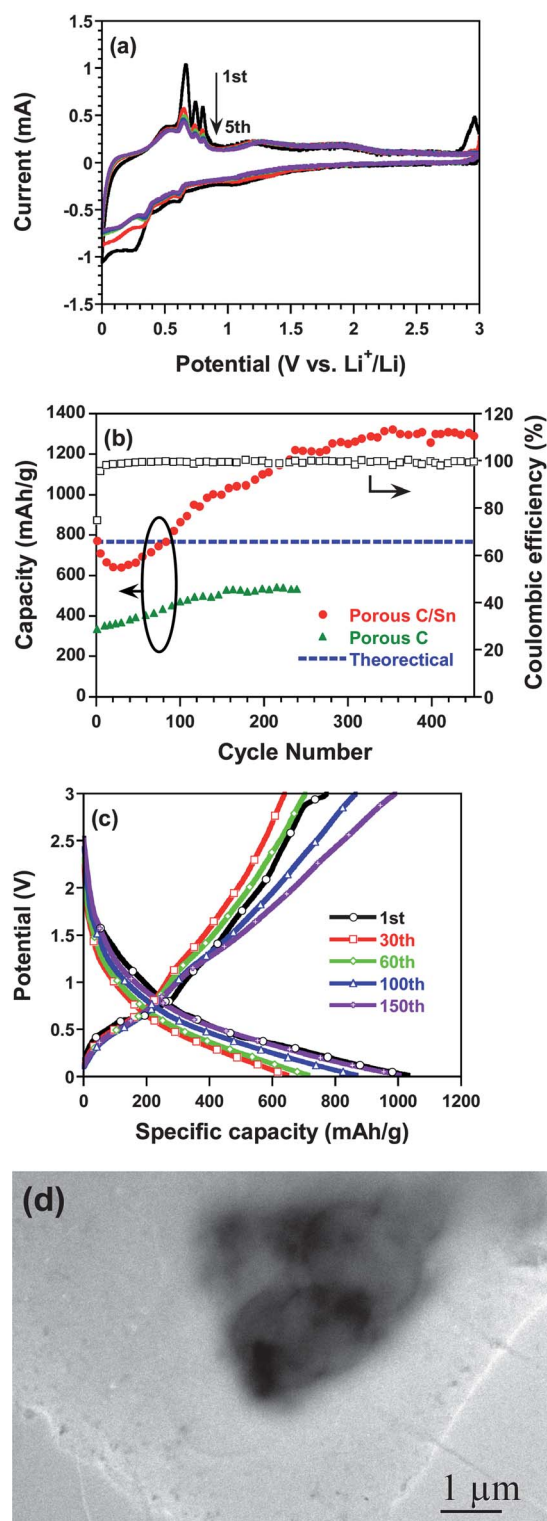 (a)
1st
5th
1.5
1
0.5
0
-0.5
-1
-1.5
Current (mA)
0 0.5 1 1.5 2 2.5 3
Potential (V vs. Li+/Li)
(b)
1400
1200
1000
800
600
400
200
0
Capacity (mAh/g)
120
100
80
60
40
20
0
Coulombic efficiency (%)
Porous C/Sn
Porous C
Theorectical
0 100 200 300 400
Cycle Number
(c)
3
2.5
2
1.5
1
0.5
0
Potential (V)
1st
30th
60th
100th
150th
0 200 400 600 800 1000 1200
Specific capacity (mAh/g)
(d)
1 μm